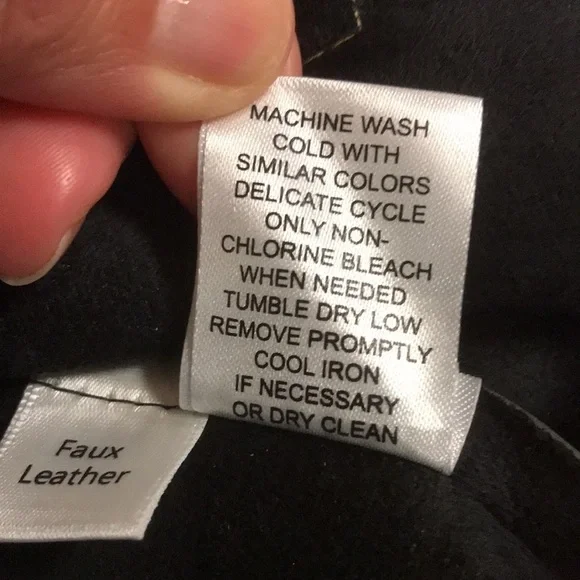 MACHINE WASH
COLD WITH
SIMILAR COLORS
DELICATE CYCLE
ONLY NON-
CHLORINE BLEACH
WHEN NEEDED
TUMBLE DRY LOW
REMOVE PROMPTLY
COOL IRON
IF NECESSARY
OR DRY CLEAN
Faux
Leather